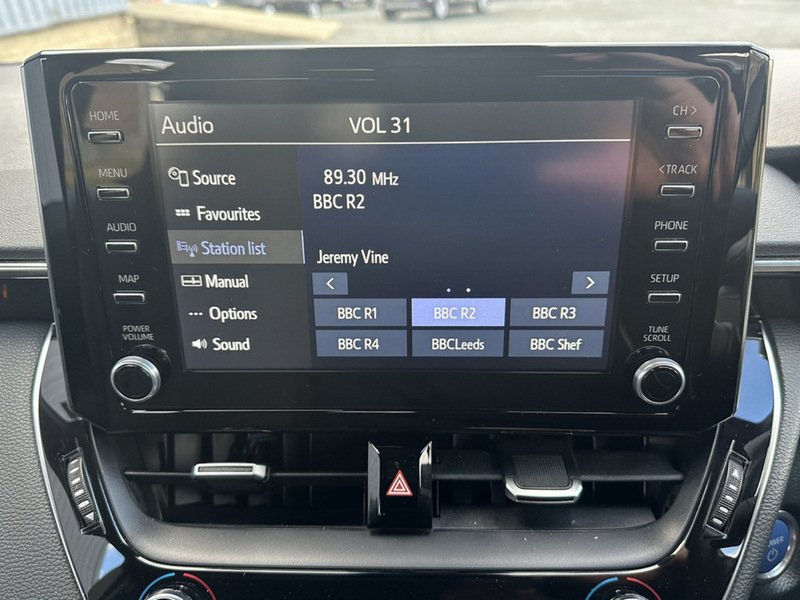 HOME
MENU
AUDIO
MAP
POWER
VOLUME
Audio
VOL 31
Source
Favourites
Station list
Manual
Options
Sound
89.30 MHz
BBC R2
Jeremy Vine
< >
BBC R1 BBC R2 BBC R3
BBC R4 BBCLeeds BBC Shef
CH >
< TRACK
PHONE
SETUP
TUNE
SCROLL
POWER